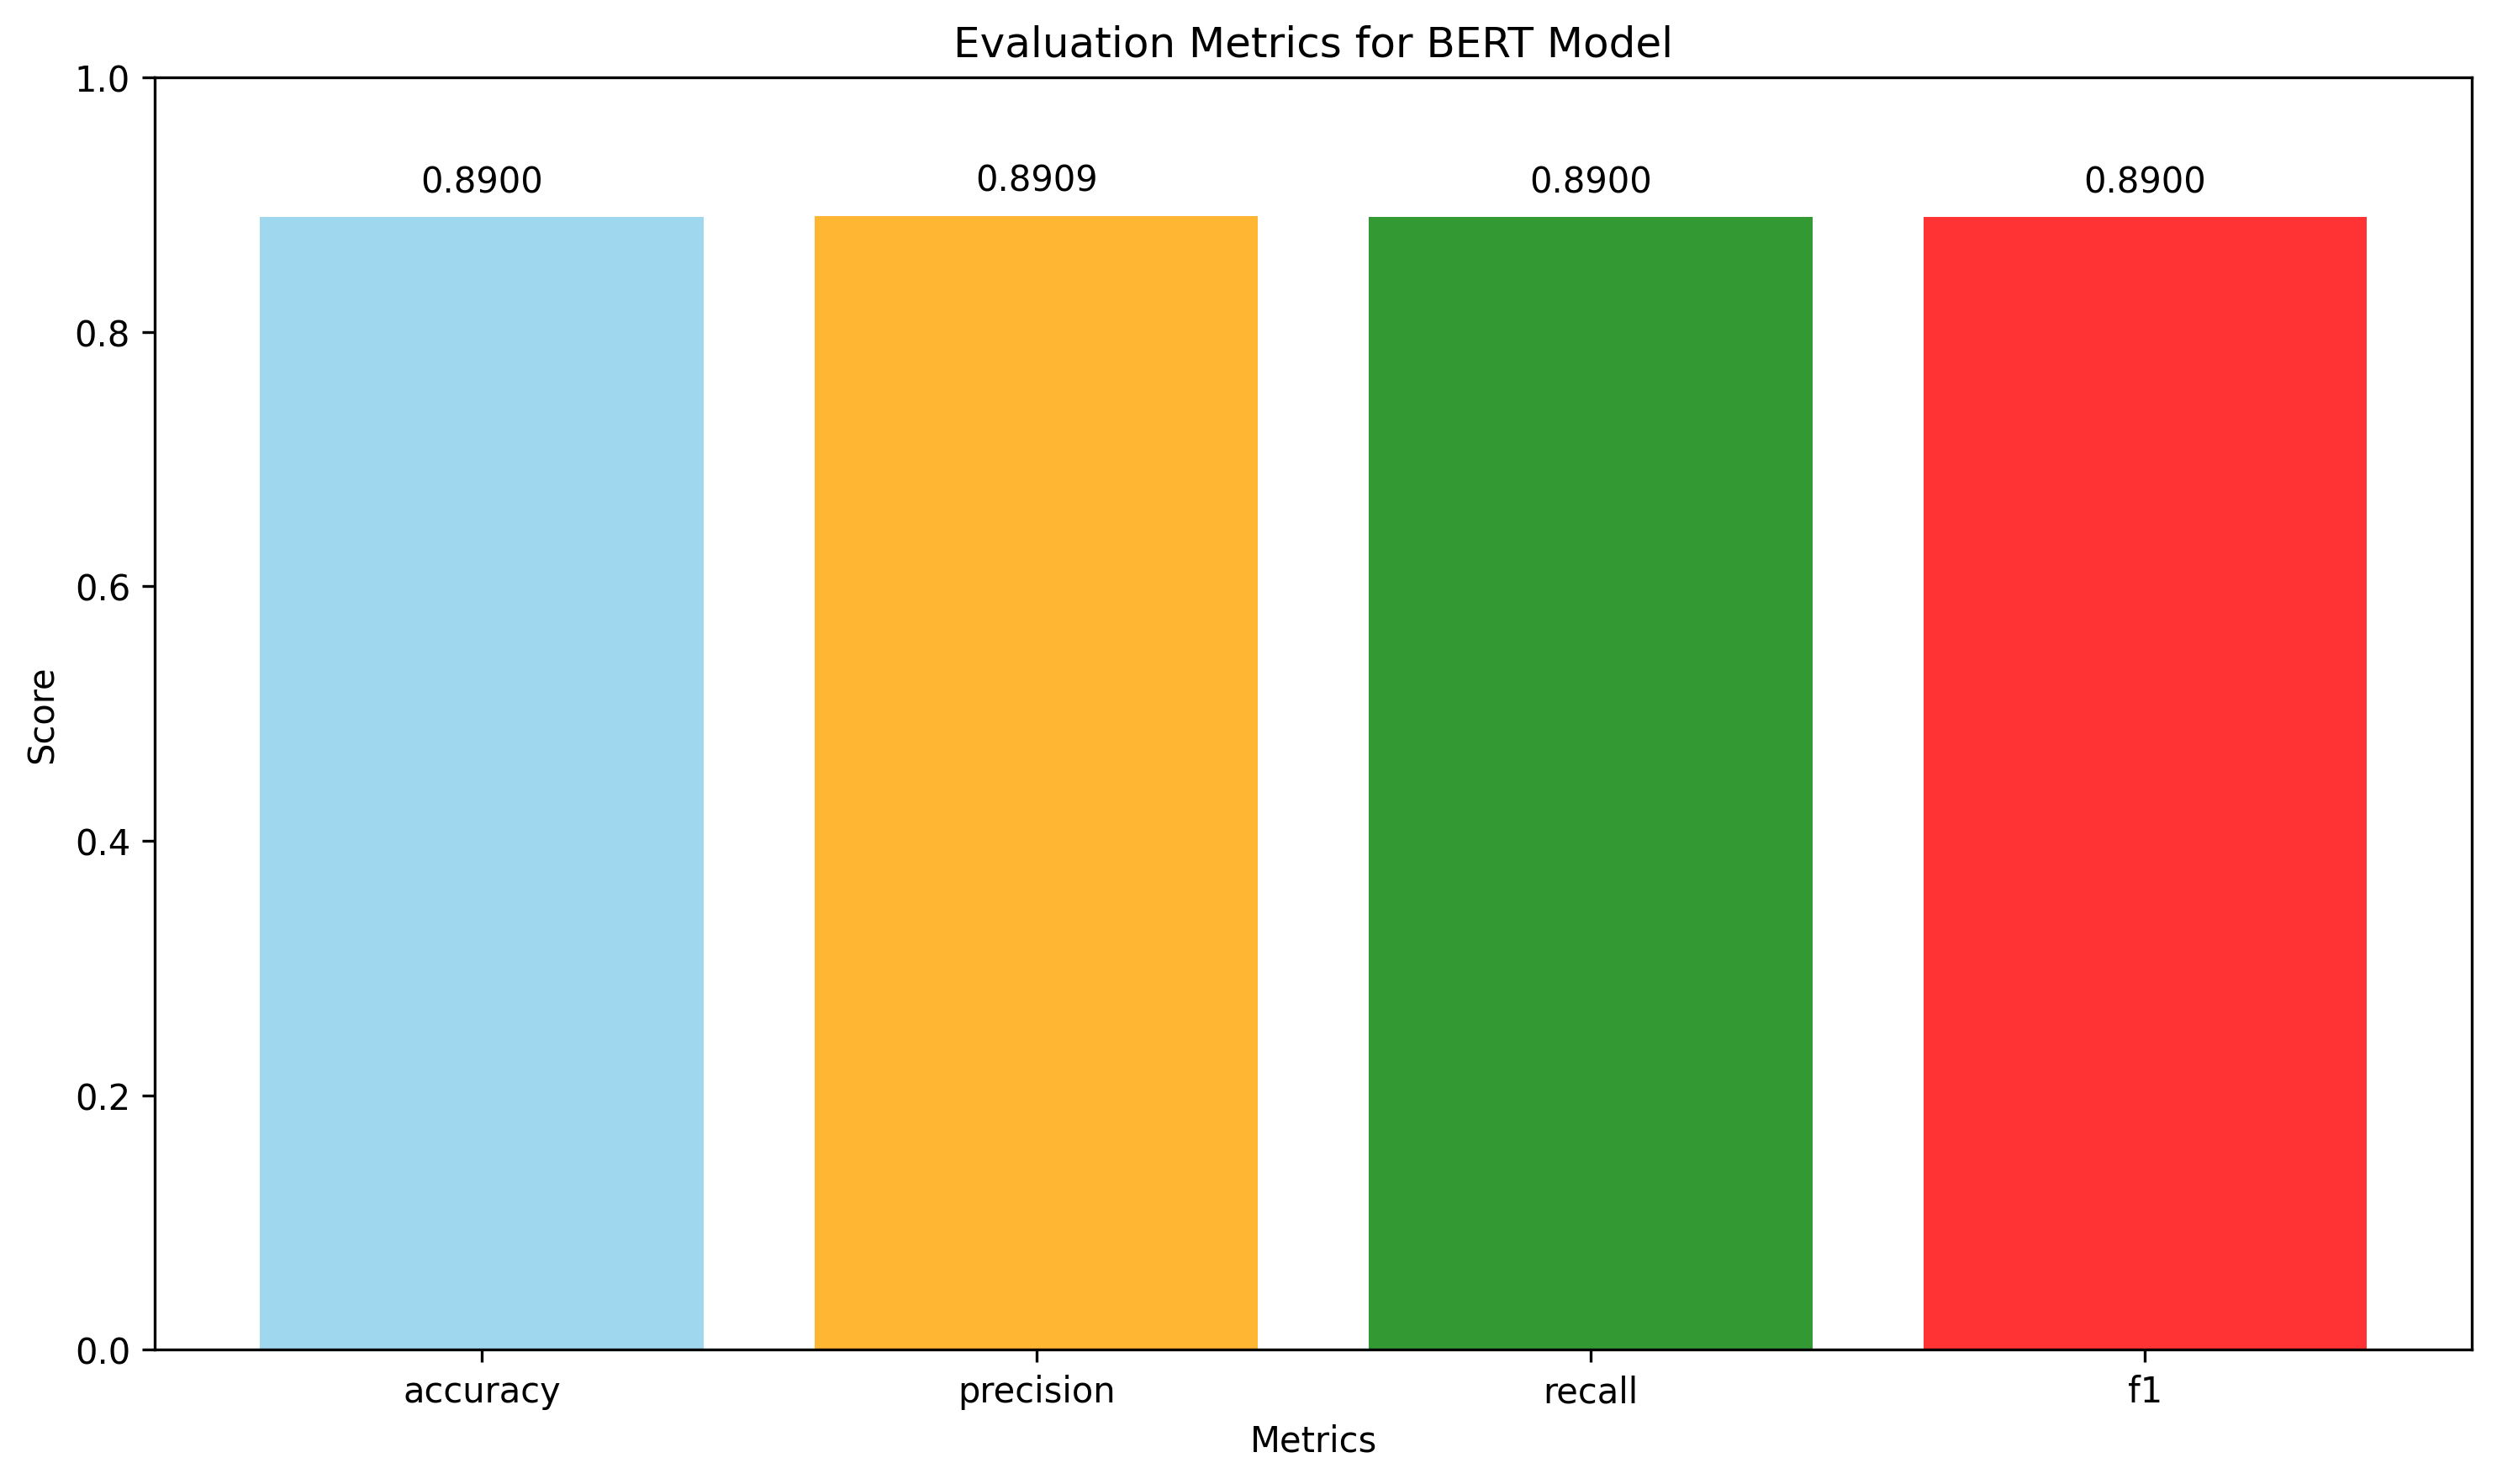 Evaluation Metrics for BERT Model
1.0
0.8
0.6
0.4
0.2
0.0
Score
0.8900
0.8909
0.8900
0.8900
accuracy
precision
recall
f1
Metrics